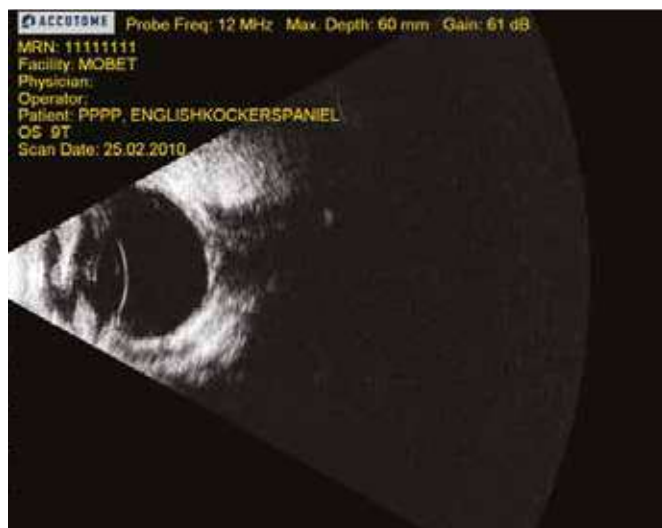 ACCUTOME Probe Freq: 12 MHz Max. Depth: 60 mm Gain: 61 dB
MRN: 11111111
Facility: MOBET
Physician:
Operator:
Patient: PPPP, ENGLISHKOCKERSPANIEL
OS 9T
Scan Date: 25.02.2010